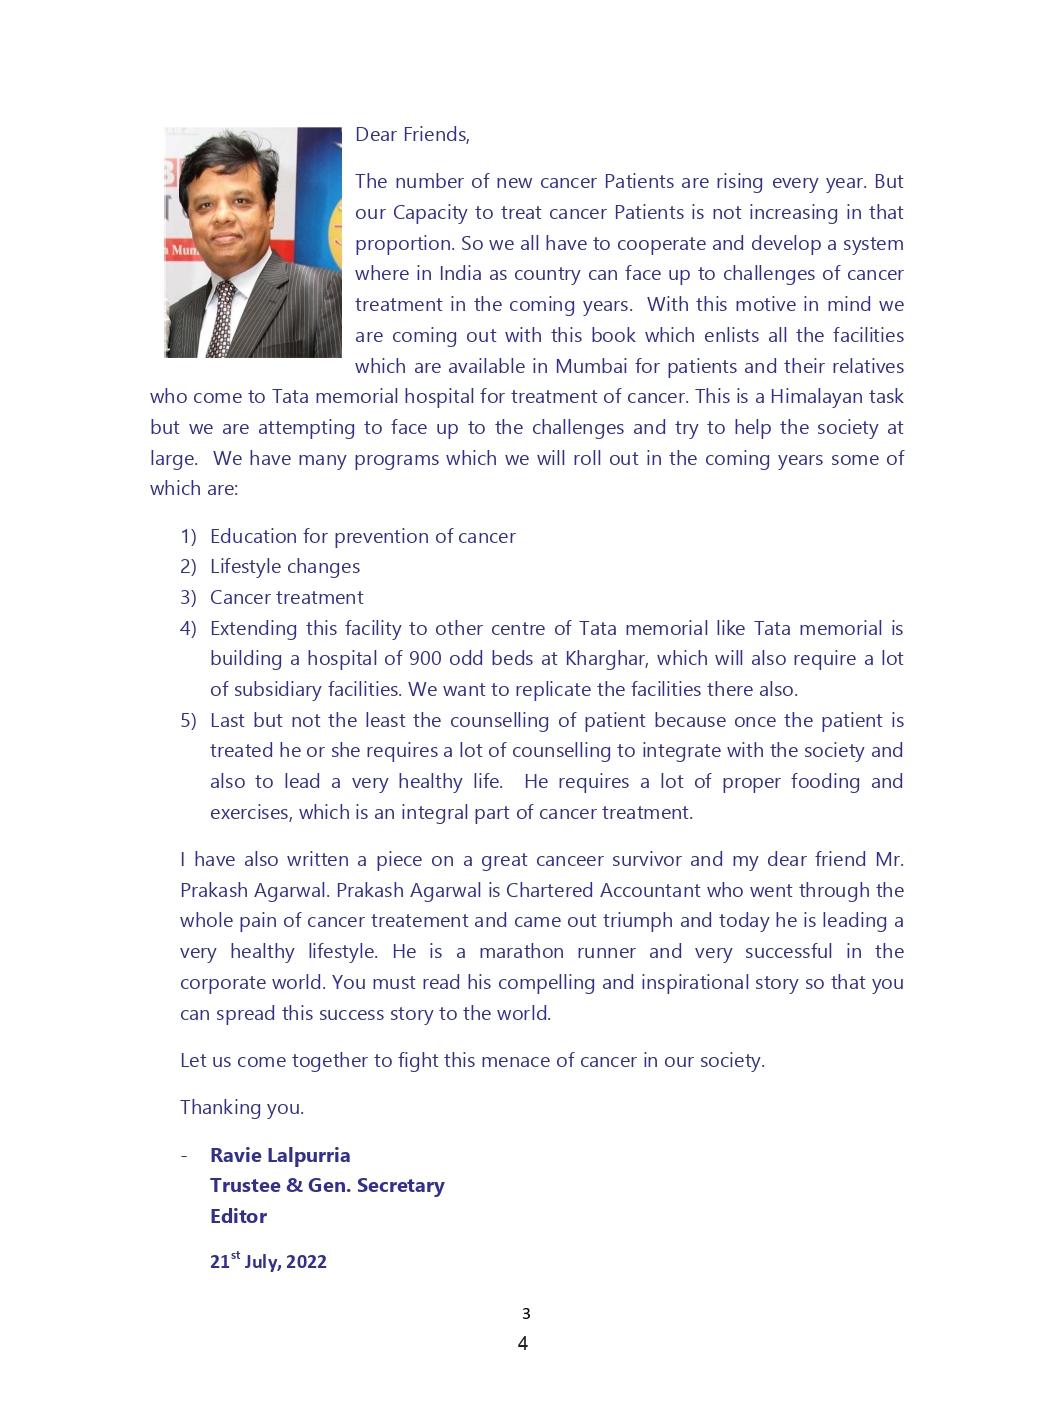 Dear Friends,
The number of new cancer Patients are rising every year. But
our Capacity to treat cancer Patients is not increasing in that
proportion. So we all have to cooperate and develop a system
where in India as country can face up to challenges of cancer
treatment in the coming years.  With this motive in mind we
are coming out with this book which enlists all the facilities
which are available in Mumbai for patients and their relatives
who come to Tata memorial hospital for treatment of cancer. This is a Himalayan task
but we are attempting to face up to the challenges and try to help the society at
large.  We have many programs which we will roll out in the coming years some of
which are:
1) Education for prevention of cancer
2) Lifestyle changes
3) Cancer treatment
4) Extending this facility to other centre of Tata memorial like Tata memorial is
building a hospital of 900 odd beds at Kharghar, which will also require a lot
of subsidiary facilities. We want to replicate the facilities there also.
5) Last but not the least the counselling of patient because once the patient is
treated he or she requires a lot of counselling to integrate with the society and
also to lead a very healthy life.  He requires a lot of proper fooding and
exercises, which is an integral part of cancer treatment.
I have also written a piece on a great canceer survivor and my dear friend Mr.
Prakash Agarwal. Prakash Agarwal is Chartered Accountant who went through the
whole pain of cancer treatement and came out triumph and today he is leading a
very healthy lifestyle. He is a marathon runner and very successful in the
corporate world. You must read his compelling and inspirational story so that you
can spread this success story to the world.
Let us come together to fight this menace of cancer in our society.
Thanking you.
- Ravie Lalpurria
Trustee & Gen. Secretary
Editor
21st July, 2022
3
4